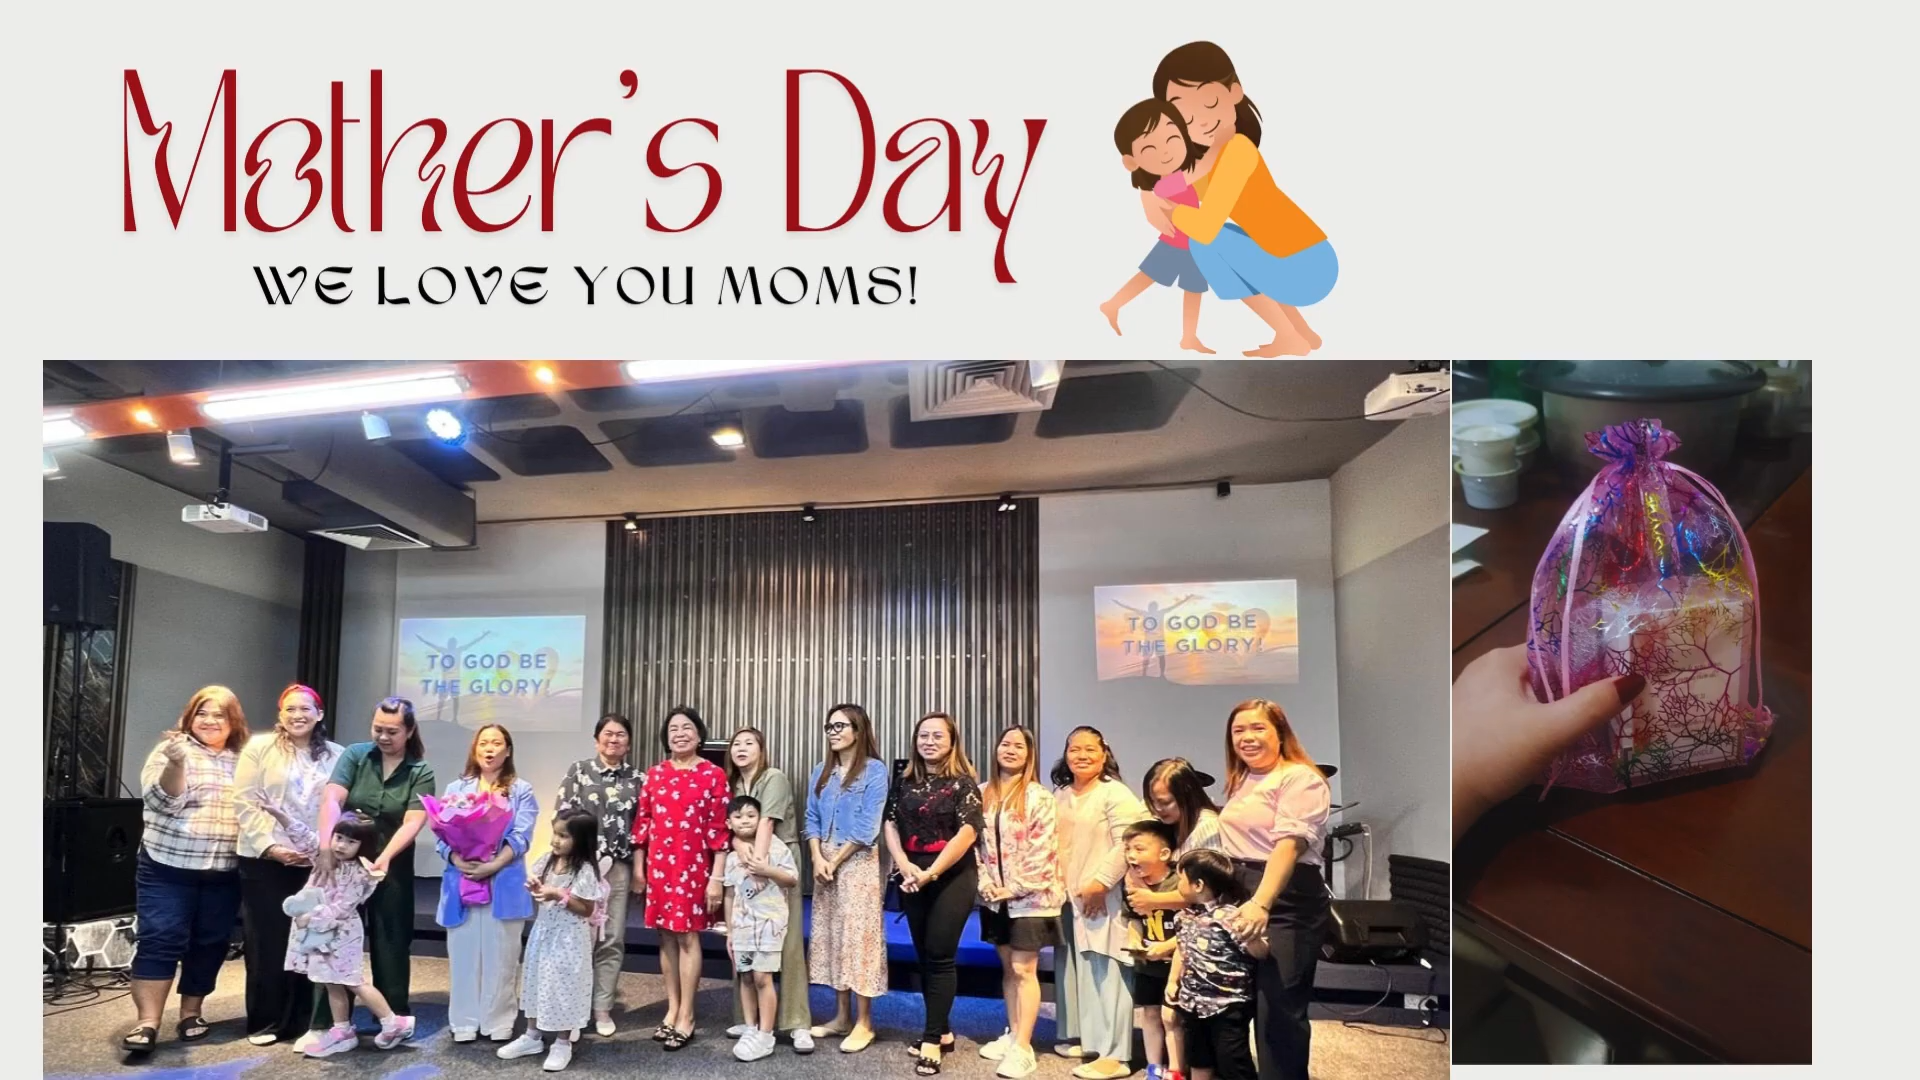 Mother's Day
WE LOVE YOU MOMS!
TO GOD BE
THE GLORY!
TO GOD BE
THE GLORY!
N